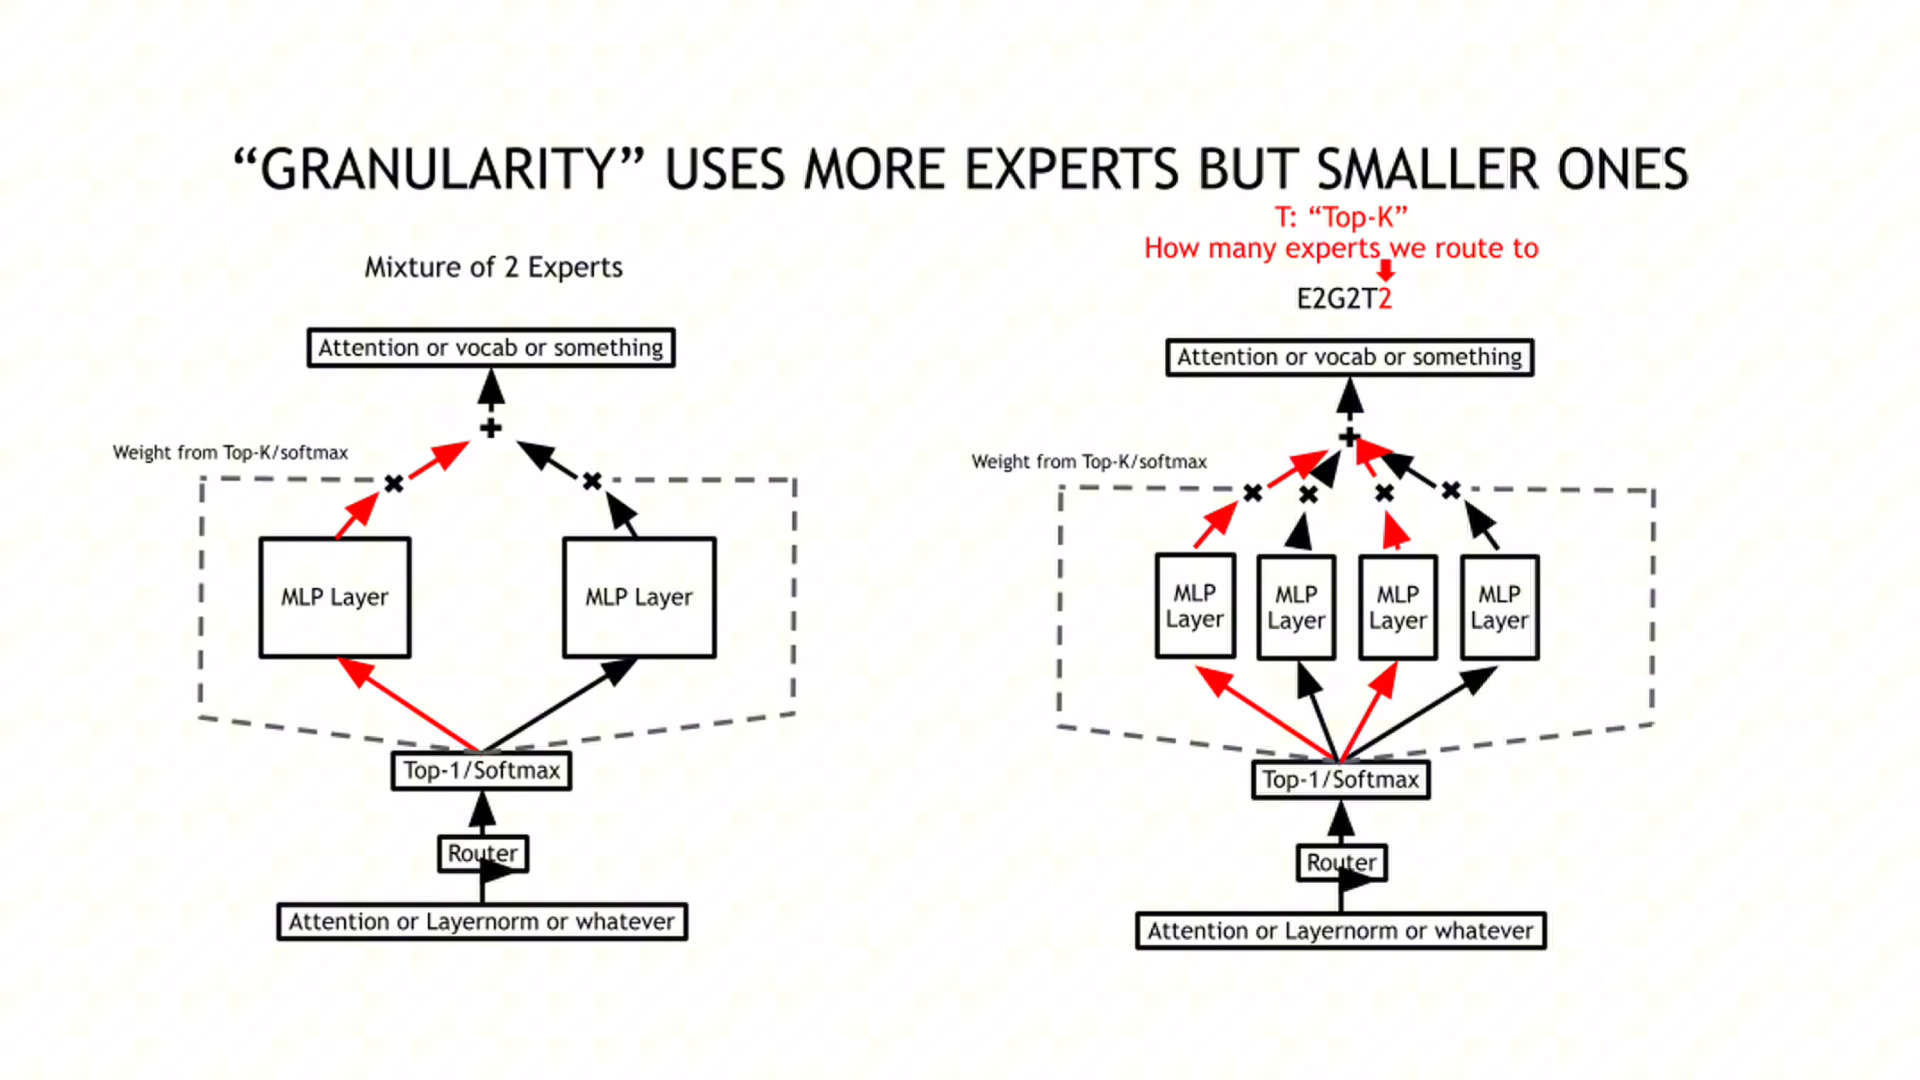 “GRANULARITY” USES MORE EXPERTS BUT SMALLER ONES
Mixture of 2 Experts
Attention or vocab or something
Weight from Top-K/softmax
MLP Layer
MLP Layer
Top-1/Softmax
Router
Attention or Layernorm or whatever
T: “Top-K”
How many experts we route to
E2G2T2
Attention or vocab or something
Weight from Top-K/softmax
MLP
Layer
MLP
Layer
MLP
Layer
MLP
Layer
Top-1/Softmax
Router
Attention or Layernorm or whatever